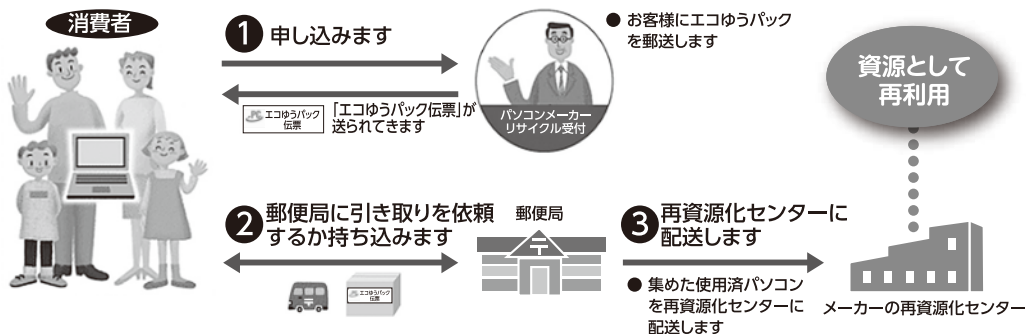 消費者
❶ 申し込みます
エコゆうパック
伝票
「エコゆうパック伝票」が
送られてきます
パソコンメーカー
リサイクル受付
● お客様にエコゆうパック
を郵送します
❷ 郵便局に引き取りを依頼
するか持ち込みます
エコゆうパック
伝票
郵便局
〒
❸ 再資源化センターに
配送します
● 集めた使用済パソコン
を再資源化センターに
配送します
メーカーの再資源化センター
資源として
再利用